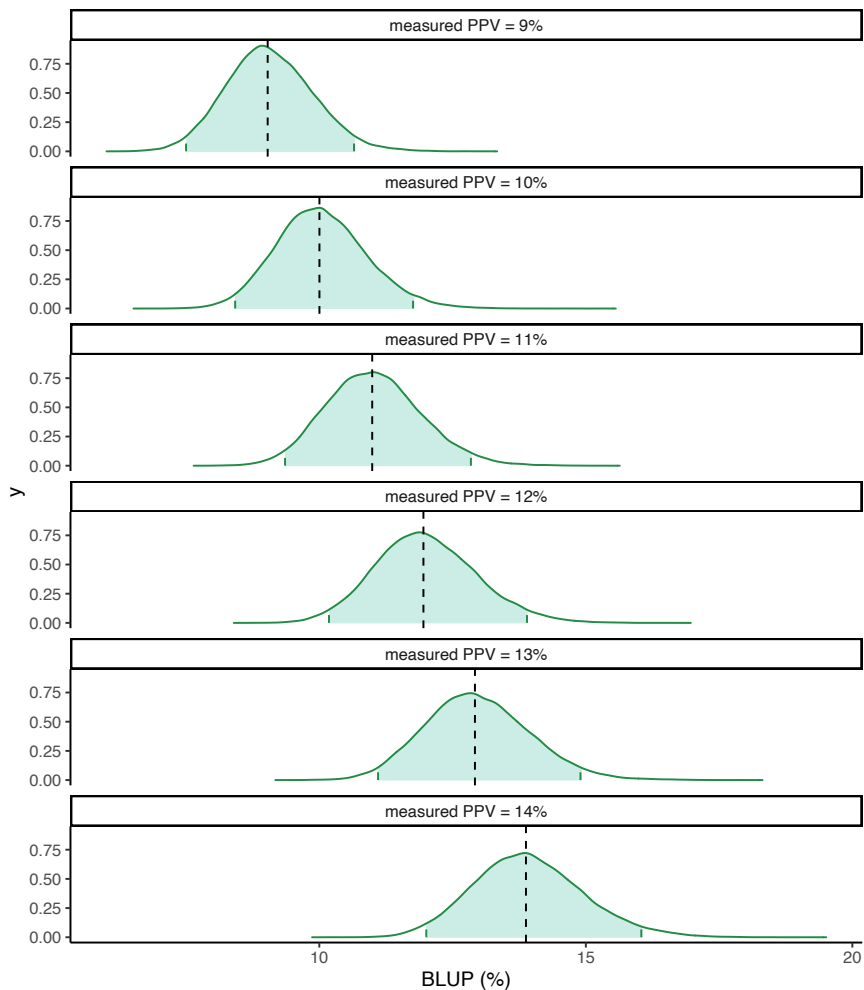 measured PPV = 9%
0.75
0.50
0.25
0.00
measured PPV = 10%
0.75
0.50
0.25
0.00
measured PPV = 11%
0.75
0.50
0.25
0.00
y
measured PPV = 12%
0.75
0.50
0.25
0.00
measured PPV = 13%
0.75
0.50
0.25
0.00
measured PPV = 14%
0.75
0.50
0.25
0.00
10 15 20
BLUP (%)